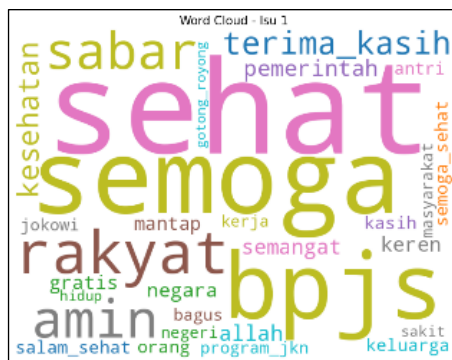 Word Cloud - Isu 1
sabar
terima_kasih
kesehatan
gotong_royong
pemerintah
antri
sehat
semoga
masyarakat
semoga_sehat
jokowi
mantap
kerja
kasih
rakyat
semangat
keren
bpjs
gratis
hidup
negara
amin
bagus
negeri
allah
sakit
salam_sehat
orang
program_jkn
keluarga